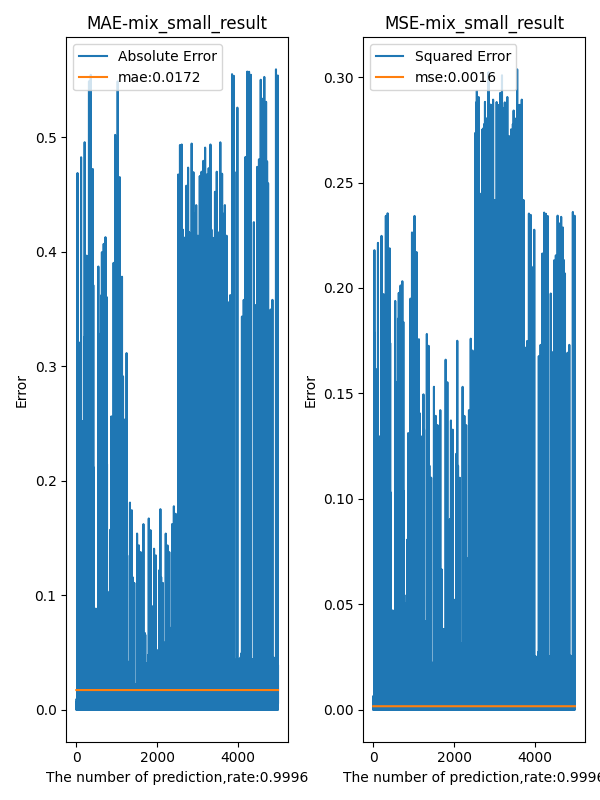 MAE-mix_small_result
Absolute Error
mae:0.0172
Error
0.5
0.4
0.3
0.2
0.1
0.0
0
2000
4000
The number of prediction,rate:0.9996
MSE-mix_small_result
Squared Error
mse:0.0016
Error
0.30
0.25
0.20
0.15
0.10
0.05
0.00
0
2000
4000
The number of prediction,rate:0.9996